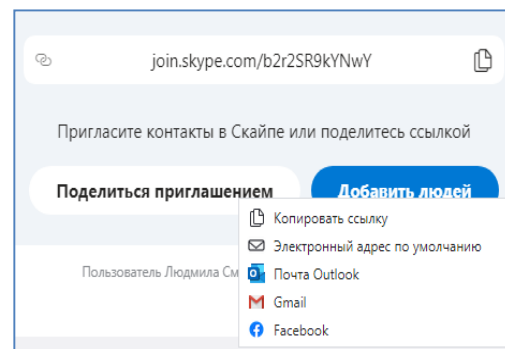 join.skype.com/b2r2SR9kYNwY
Пригласите контакты в Скайпе или поделитесь ссылкой
Поделиться приглашением
Добавить людей
Копировать ссылку
Электронный адрес по умолчанию
Пользователь Людмила См
Почта Outlook
Gmail
Facebook